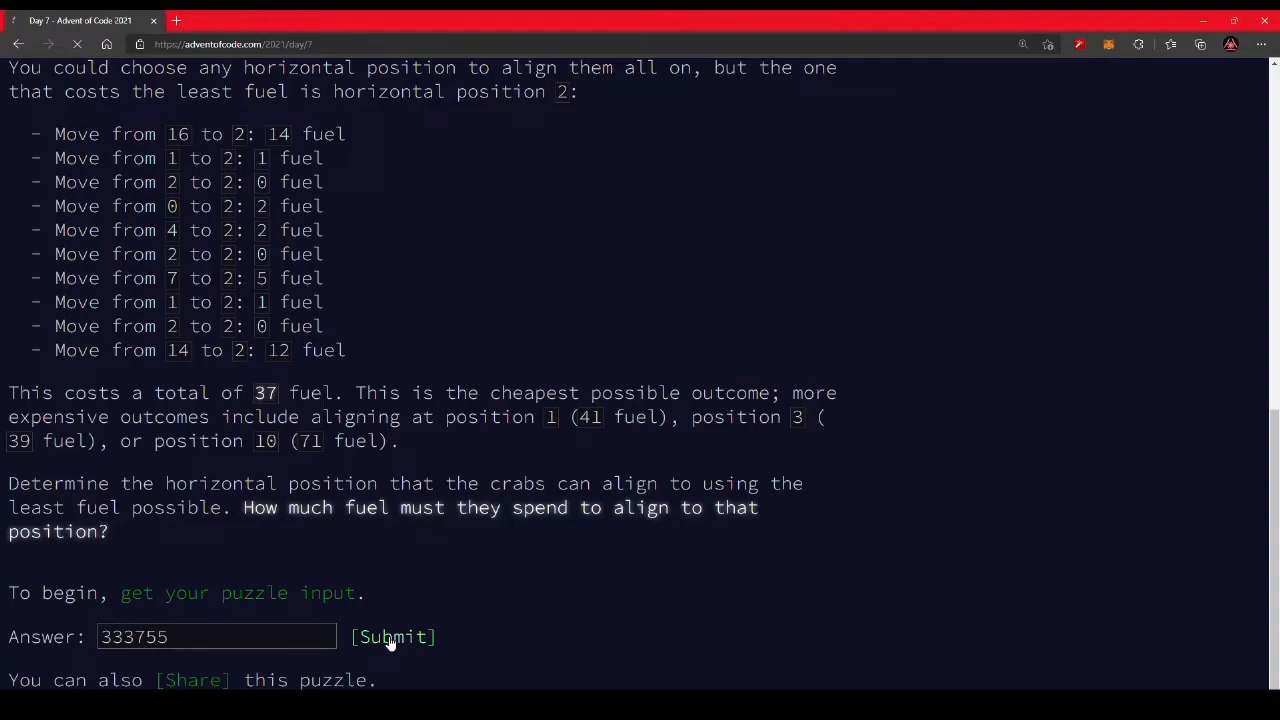 Day 7 - Advent of Code 2021
https://adventofcode.com/2021/day/7
You could choose any horizontal position to align them all on, but the one
that costs the least fuel is horizontal position 2:
- Move from 16 to 2: 14 fuel
- Move from 1 to 2: 1 fuel
- Move from 2 to 2: 0 fuel
- Move from 0 to 2: 2 fuel
- Move from 4 to 2: 2 fuel
- Move from 2 to 2: 0 fuel
- Move from 7 to 2: 5 fuel
- Move from 1 to 2: 1 fuel
- Move from 2 to 2: 0 fuel
- Move from 14 to 2: 12 fuel
This costs a total of 37 fuel. This is the cheapest possible outcome; more
expensive outcomes include aligning at position 1 (41 fuel), position 3 (
39 fuel), or position 10 (71 fuel).
Determine the horizontal position that the crabs can align to using the
least fuel possible. How much fuel must they spend to align to that
position?
To begin, get your puzzle input.
Answer: 333755 [Submit]
You can also [Share] this puzzle.